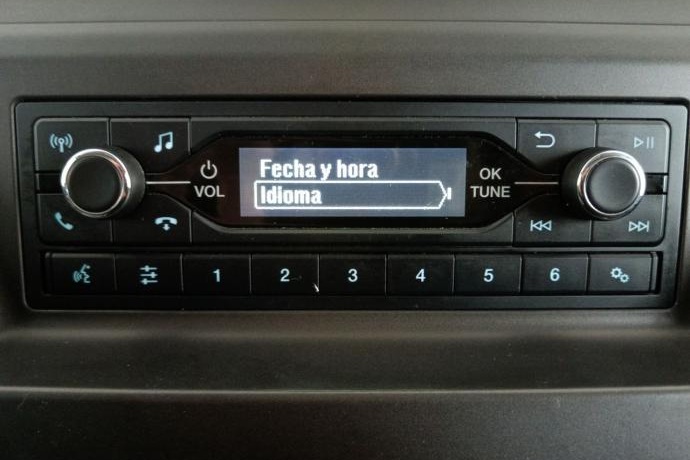 Fecha y hora
Idioma
VOL
OK
TUNE
1 2 3 4 5 6